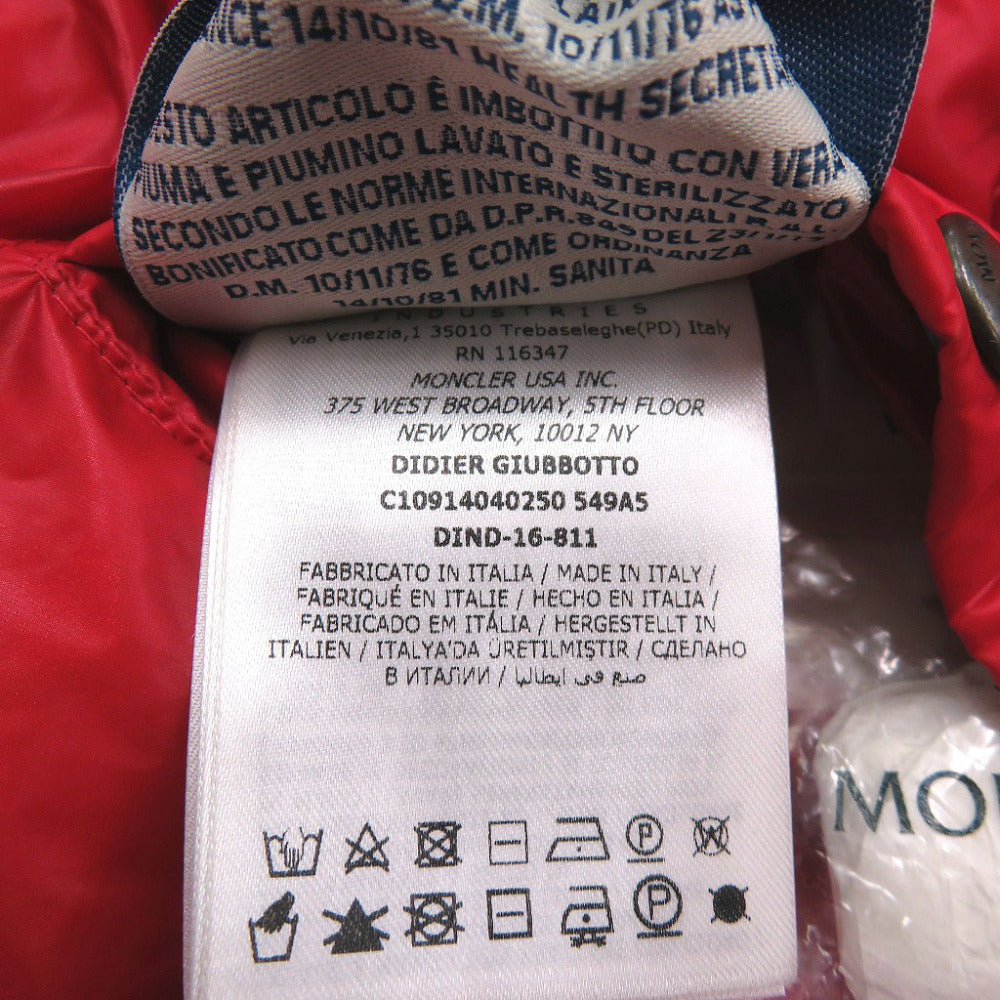 ANCE 14/10/81 HEALTH SECRETA
D.M. 10/11/76 AS
ARTICOLO È IMBOTTITO CON VERA
PIUMA E PIUMINO LAVATO E STERILIZZATO
SECONDO LE NORME INTERNAZIONALI R.A.L.
BONIFICATO COME DA D.P.R. 845 DEL
D.M. 10/11/76 E COME ORDINANZA
14/10/81 MIN. SANITA
INDUSTRIES
Via Venezia,1 35010 Trebaseleghe(PD) Italy
RN 116347
MONCLER USA INC.
375 WEST BROADWAY, 5TH FLOOR
NEW YORK, 10012 NY
DIDIER GIUBBOTTO
C10914040250 549A5
DIND-16-811
FABBRICATO IN ITALIA / MADE IN ITALY /
FABRIQUÉ EN ITALIE / HECHO EN ITALIA /
FABRICADO EM ITÁLIA / HERGESTELLT IN
ITALIEN / ITALYA'DA ÜRETILMIŞTIR / СДЕЛАНО
В ИТАЛИИ / صنع في ايطاليا
P
W
P
MO